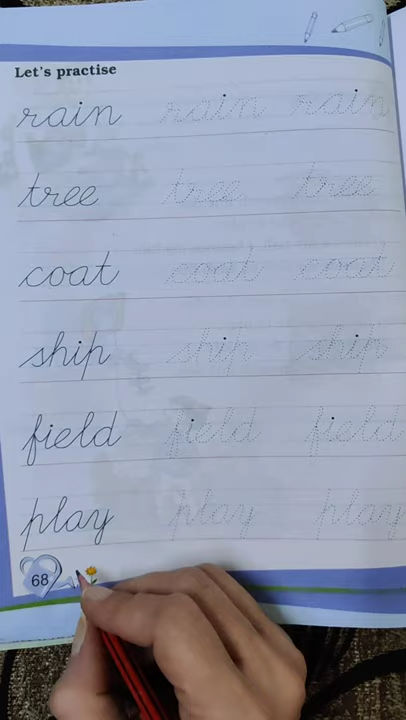 Let's practise
rain rain rain
tree tree tree
coat coat coat
ship ship ship
field field field
play play play
68